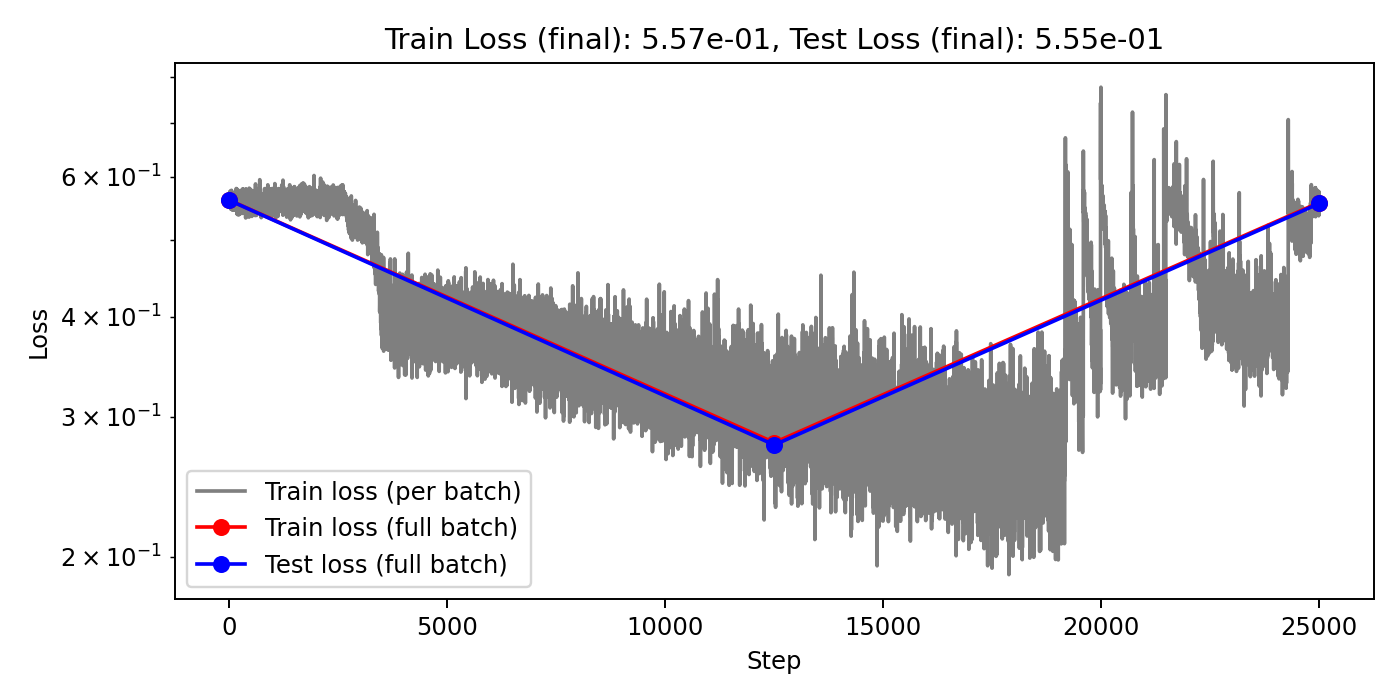 Train Loss (final): 5.57e-01, Test Loss (final): 5.55e-01
Loss
6 × 10⁻¹
4 × 10⁻¹
3 × 10⁻¹
2 × 10⁻¹
Train loss (per batch)
Train loss (full batch)
Test loss (full batch)
0 5000 10000 15000 20000 25000
Step